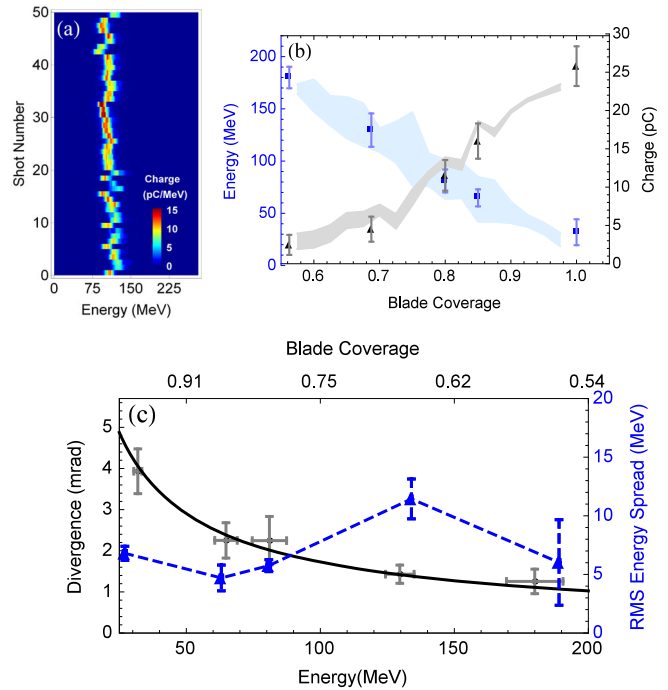 (a)
50
40
30
20
10
0
Shot Number
0 75 150 225
Energy (MeV)
Charge
(pC/MeV)
15
10
5
0
(b)
200
150
100
50
0
Energy (MeV)
30
25
20
15
10
5
0
Charge (pC)
0.6 0.7 0.8 0.9 1.0
Blade Coverage
Blade Coverage
0.91 0.75 0.62 0.54
(c)
5
4
3
2
1
0
Divergence (mrad)
20
15
10
5
0
RMS Energy Spread (MeV)
50 100 150 200
Energy(MeV)